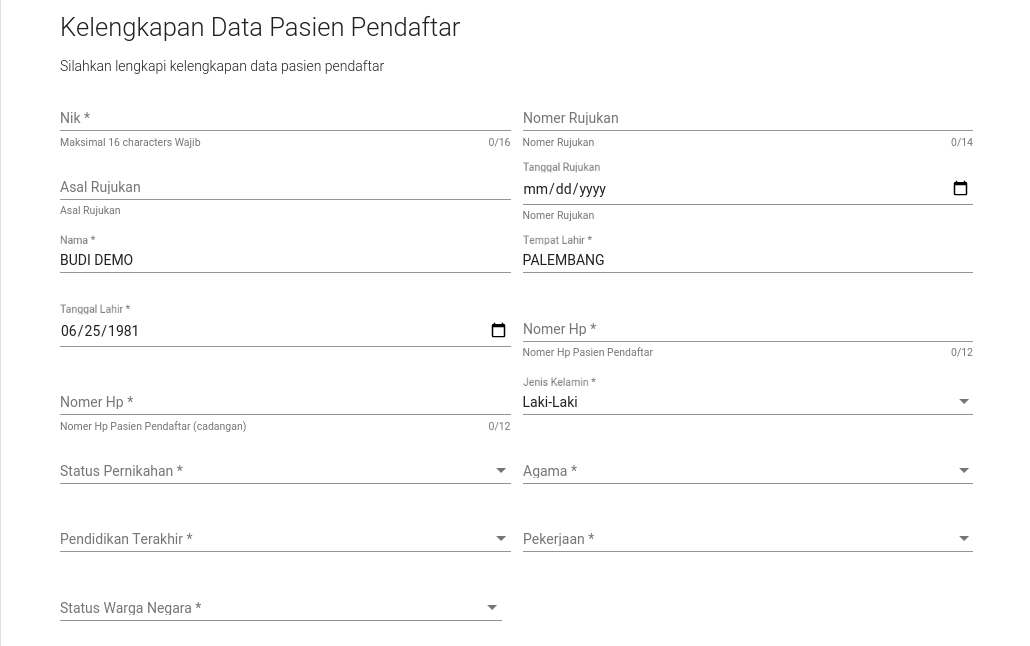 Kelengkapan Data Pasien Pendaftar
Silahkan lengkapi kelengkapan data pasien pendaftar
Nik *
Maksimal 16 characters Wajib
0/16
Nomer Rujukan
Nomer Rujukan
0/14
Asal Rujukan
Asal Rujukan
Tanggal Rujukan
mm/dd/yyyy
Nomer Rujukan
Nama *
BUDI DEMO
Tempat Lahir *
PALEMBANG
Tanggal Lahir *
06/25/1981
Nomer Hp *
Nomer Hp Pasien Pendaftar
0/12
Nomer Hp *
Nomer Hp Pasien Pendaftar (cadangan)
0/12
Jenis Kelamin *
Laki-Laki
Status Pernikahan *
Agama *
Pendidikan Terakhir *
Pekerjaan *
Status Warga Negara *